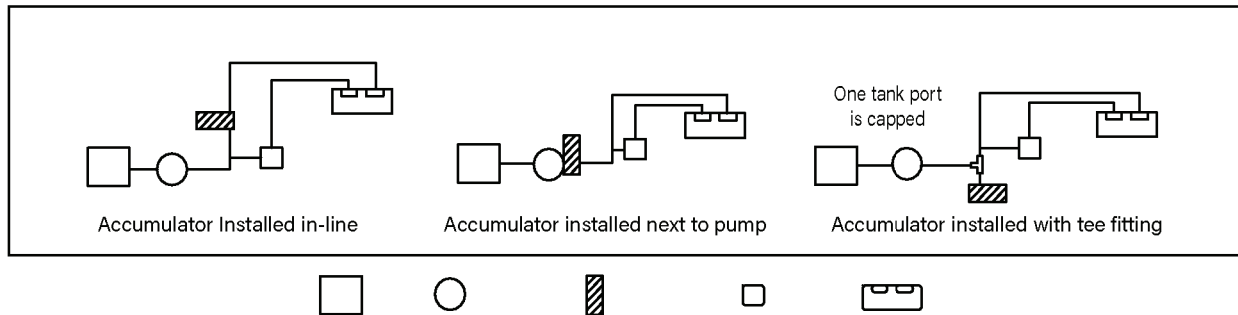 One tank port
is capped
Accumulator Installed in-line
Accumulator installed next to pump
Accumulator installed with tee fitting